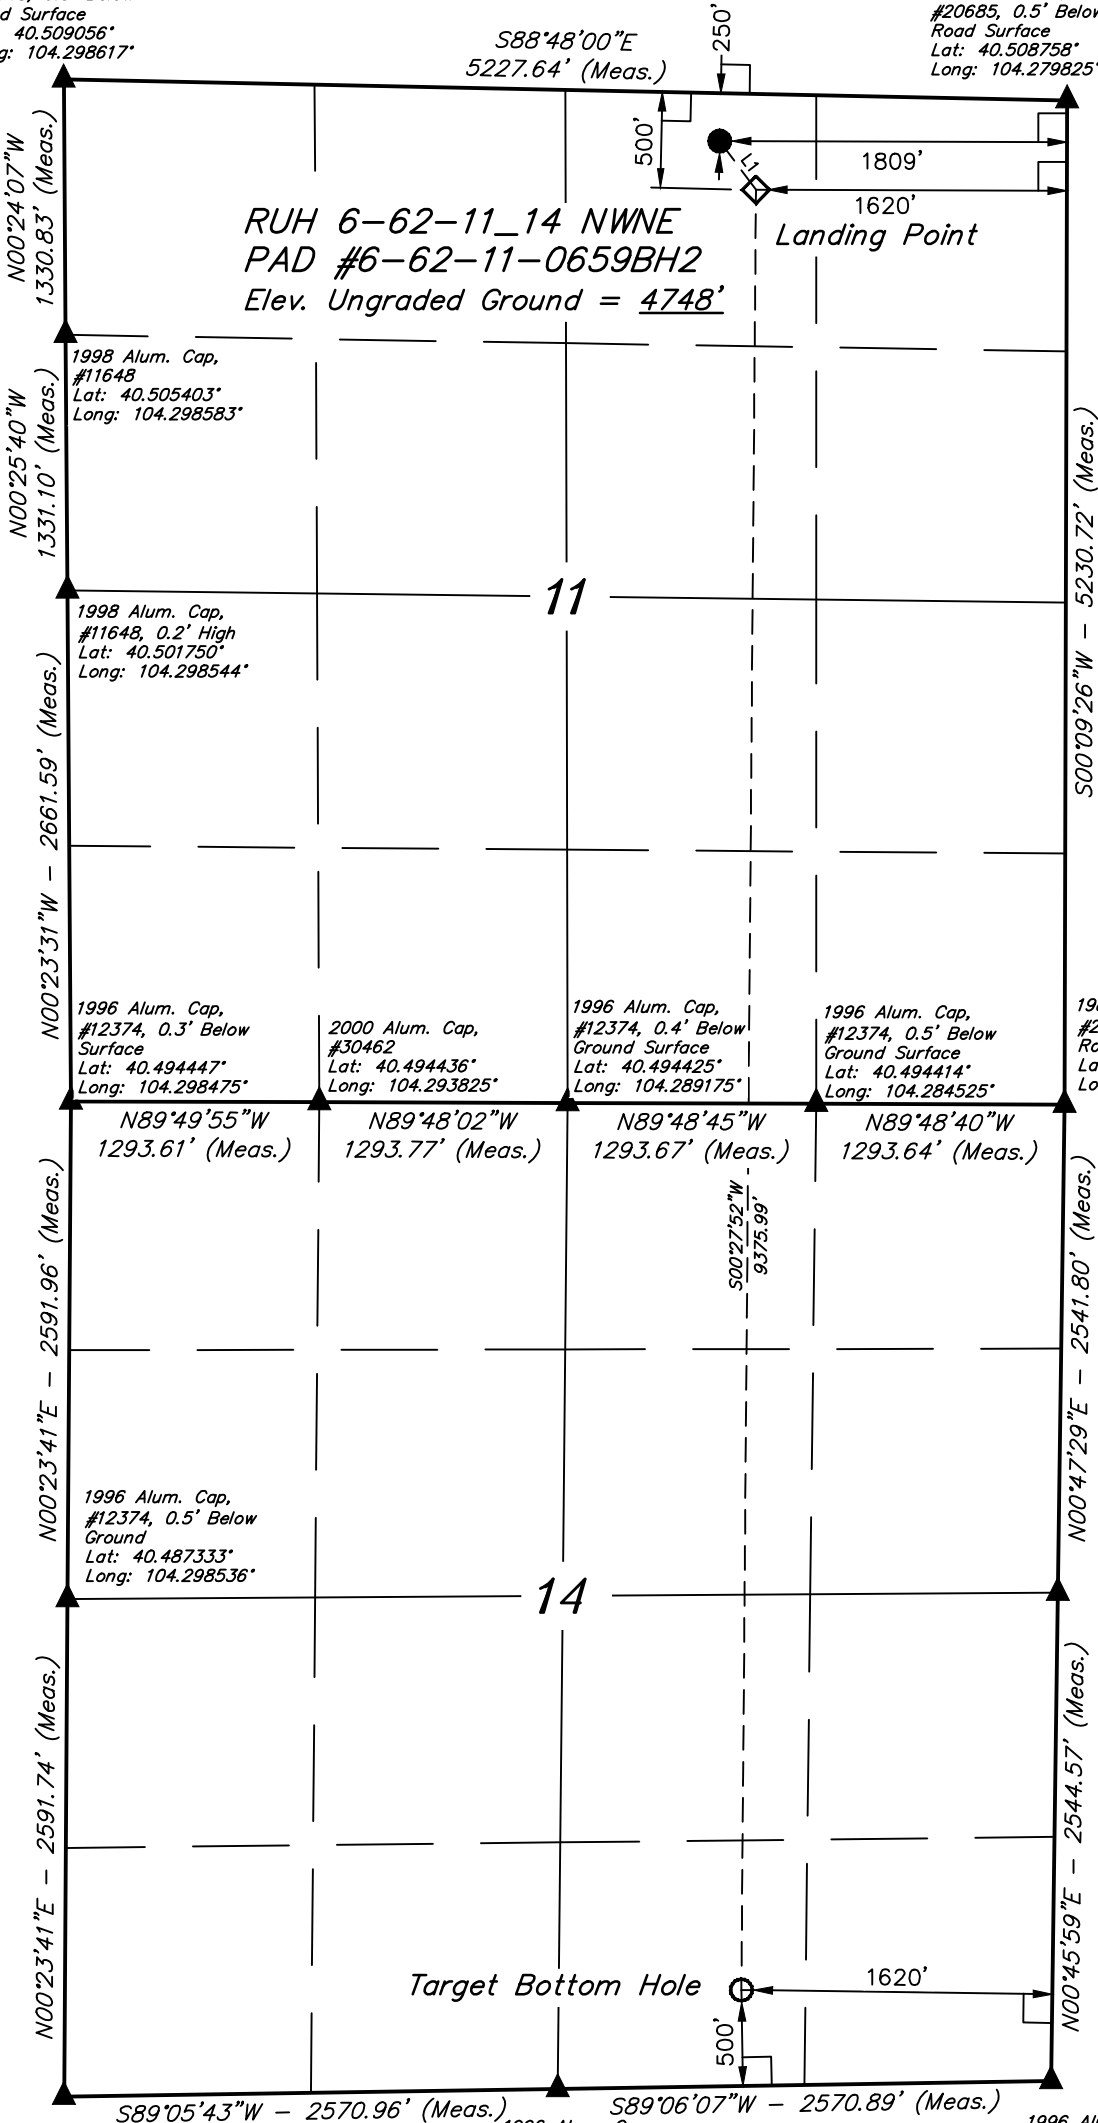 d Surface
40.509056°
g: 104.298617°
S88°48'00"E
5227.64' (Meas.)
250'
#20685, 0.5' Below
Road Surface
Lat: 40.508758°
Long: 104.279825°
N00°24'07"W
1330.83' (Meas.)
500'
1809'
L1
1620'
Landing Point
RUH 6-62-11_14 NWNE
PAD #6-62-11-0659BH2
Elev. Ungraded Ground = 4748'
1998 Alum. Cap,
#11648
Lat: 40.505403°
Long: 104.298583°
N00°25'40"W
1331.10' (Meas.)
S00°09'26"W - 5230.72' (Meas.)
11
1998 Alum. Cap,
#11648, 0.2' High
Lat: 40.501750°
Long: 104.298544°
N00°23'31"W - 2661.59' (Meas.)
1996 Alum. Cap,
#12374, 0.3' Below
Surface
Lat: 40.494447°
Long: 104.298475°
2000 Alum. Cap,
#30462
Lat: 40.494436°
Long: 104.293825°
1996 Alum. Cap,
#12374, 0.4' Below
Ground Surface
Lat: 40.494425°
Long: 104.289175°
1996 Alum. Cap,
#12374, 0.5' Below
Ground Surface
Lat: 40.494414°
Long: 104.284525°
N89°49'55"W
1293.61' (Meas.)
N89°48'02"W
1293.77' (Meas.)
N89°48'45"W
1293.67' (Meas.)
N89°48'40"W
1293.64' (Meas.)
N00°23'41"E - 2591.96' (Meas.)
S00°27'52"W
9375.99'
N00°47'29"E - 2541.80' (Meas.)
1996 Alum. Cap,
#12374, 0.5' Below
Ground
Lat: 40.487333°
Long: 104.298536°
14
N00°23'41"E - 2591.74' (Meas.)
N00°45'59"E - 2544.57' (Meas.)
Target Bottom Hole
1620'
500'
S89°05'43"W - 2570.96' (Meas.)
S89°06'07"W - 2570.89' (Meas.)